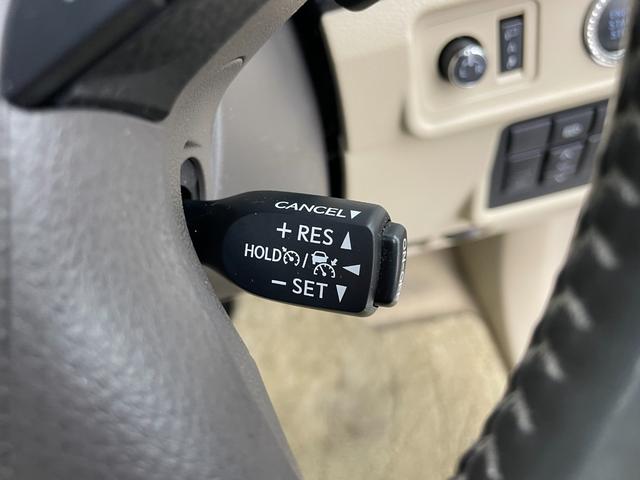 CANCEL▼
+ RES ▲
HOLD / ◀
− SET ▼